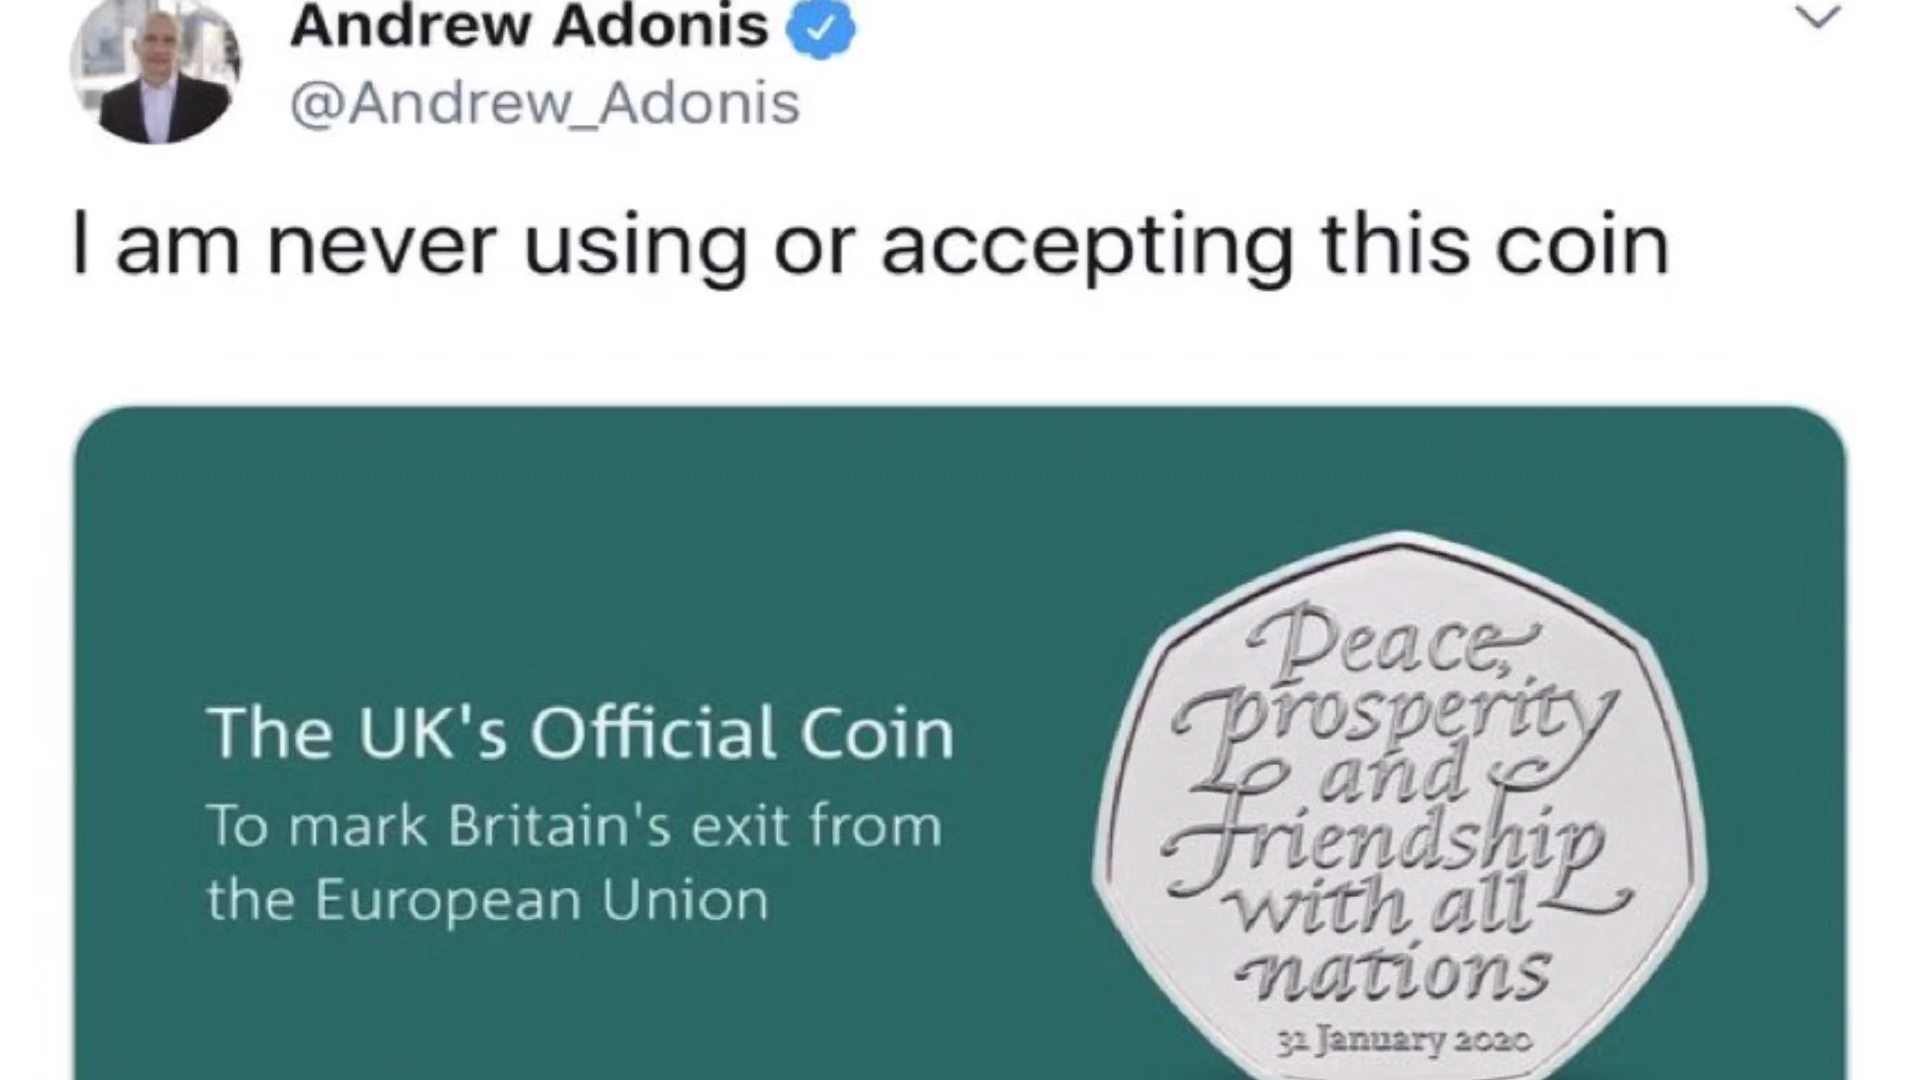 Andrew Adonis
@Andrew_Adonis
I am never using or accepting this coin
The UK's Official Coin
To mark Britain's exit from
the European Union
Peace,
prosperity
and
friendship
with all
nations
31 January 2020